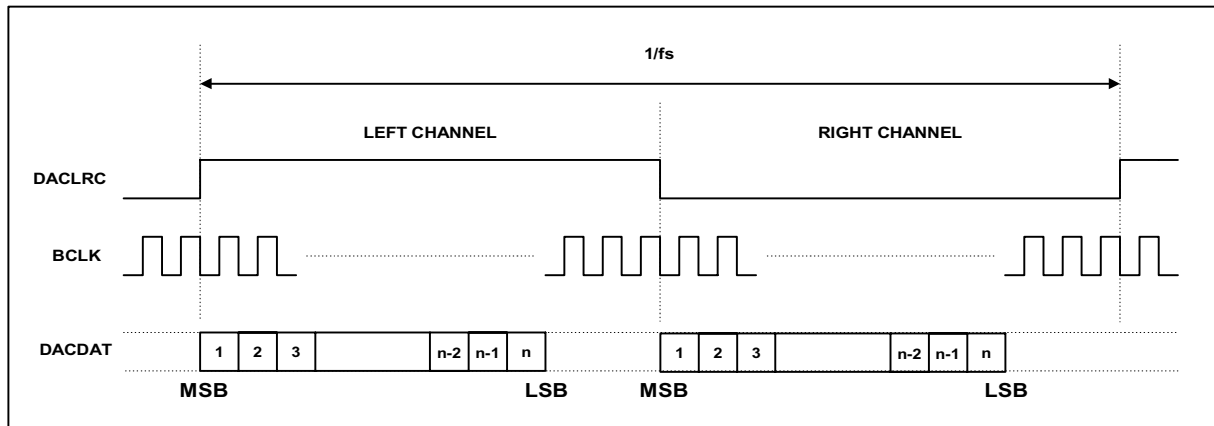 1/fs
LEFT CHANNEL RIGHT CHANNEL
DACLRC
BCLK
DACDAT 1 2 3 n-2 n-1 n 1 2 3 n-2 n-1 n
MSB LSB MSB LSB